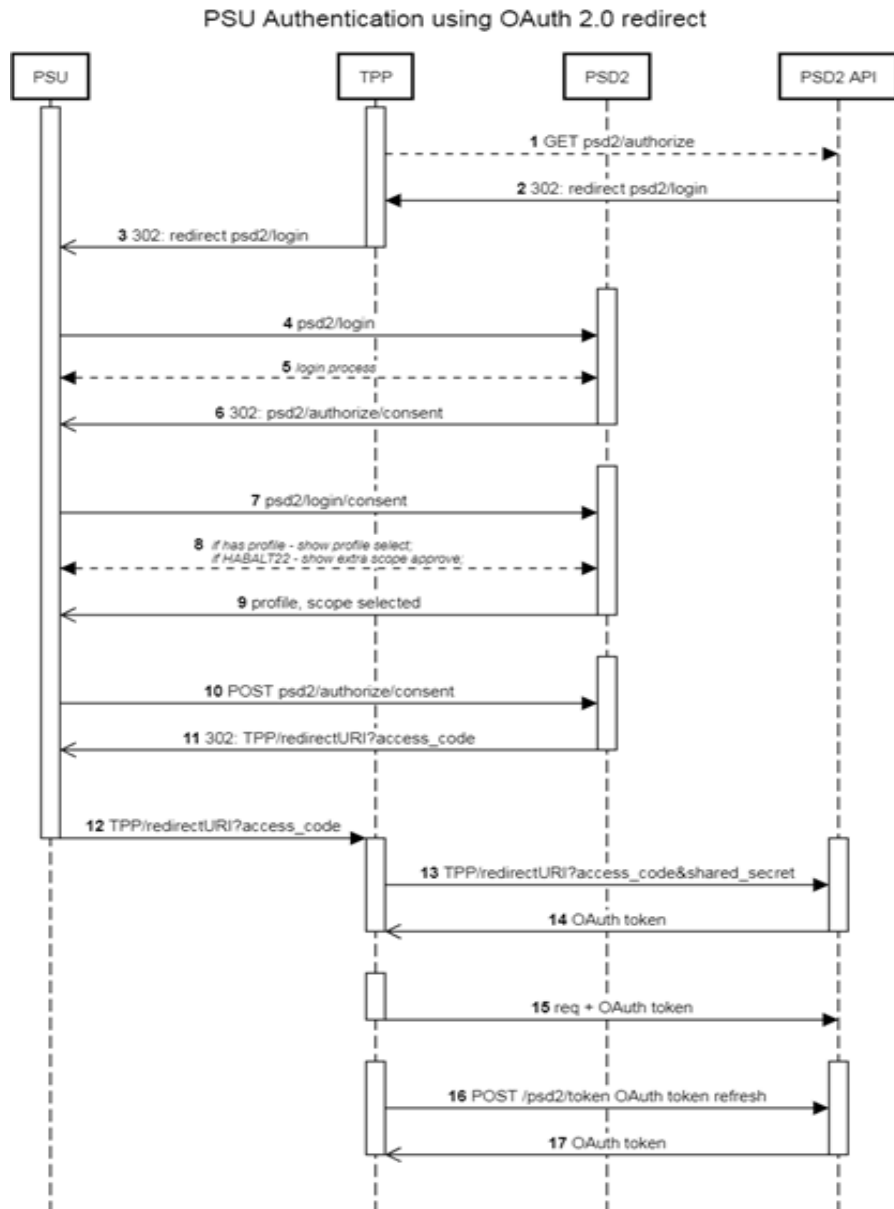 PSU Authentication using OAuth 2.0 redirect
PSU
TPP
PSD2
PSD2 API
1 GET psd2/authorize
2 302: redirect psd2/login
3 302: redirect psd2/login
4 psd2/login
5 login process
6 302: psd2/authorize/consent
7 psd2/login/consent
8 if has profile - show profile select;
if HABALT22 - show extra scope approve;
9 profile, scope selected
10 POST psd2/authorize/consent
11 302: TPP/redirectURI?access_code
12 TPP/redirectURI?access_code
13 TPP/redirectURI?access_code&shared_secret
14 OAuth token
15 req + OAuth token
16 POST /psd2/token OAuth token refresh
17 OAuth token